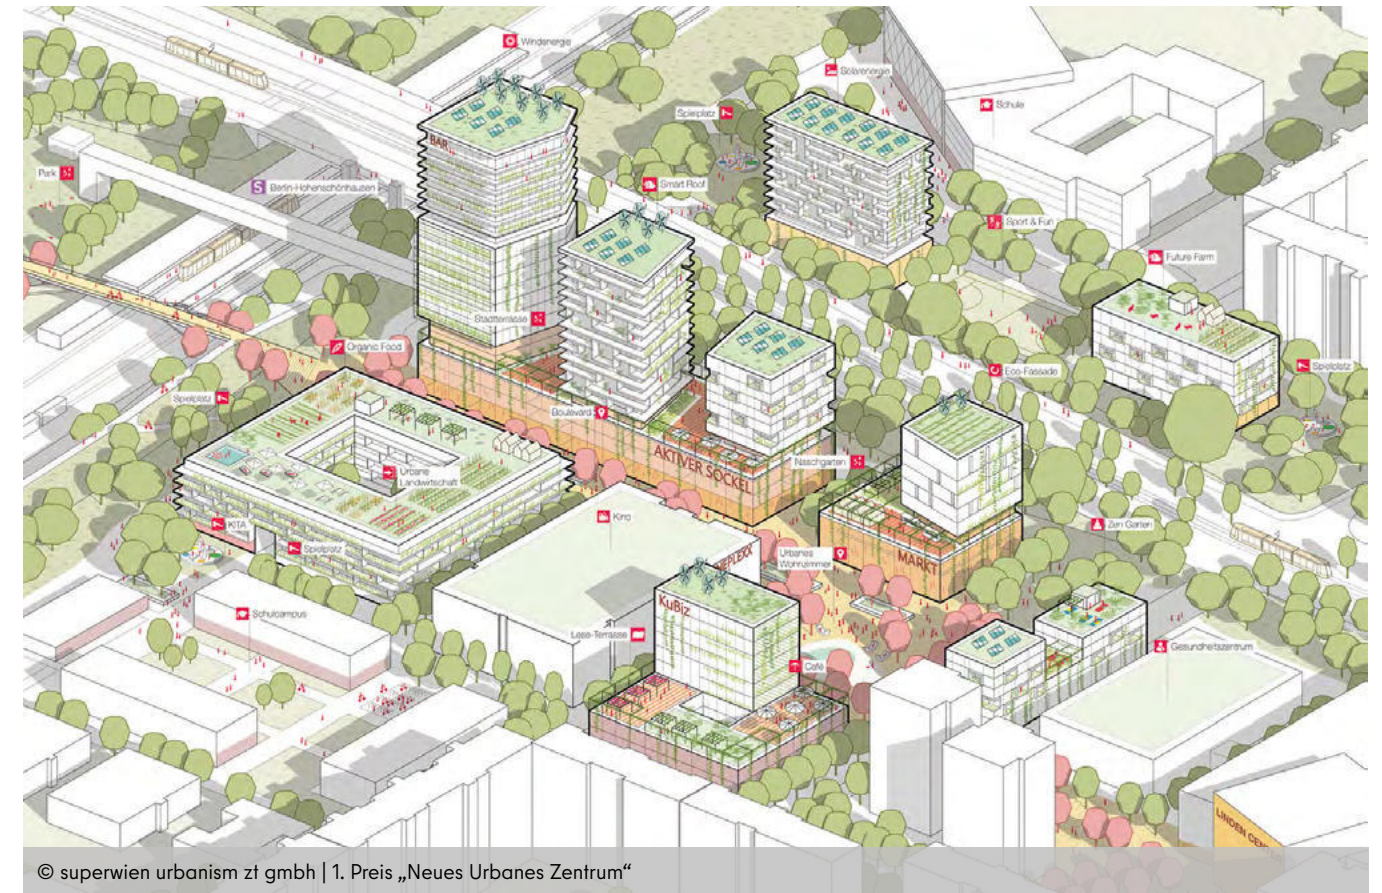 Windenergie
Solarenergie
Schule
Spielplatz
BAR
Park
S
Berlin-Hohenschönhausen
Smart Roof
Sport & Fun
Future Farm
Stadtterrasse
Organic Food
Eco-Fassade
Spielplatz
Spielplatz
Boulevard
AKTIVER SOCKEL
Naschgarten
Urbane
Landwirtschaft
Kino
KITA
Spielplatz
Zen Garten
Urbanes
Wohnzimmer
MARKT
KuBiz
Schulcampus
Lese-Terrasse
Café
Gesundheitszentrum
© superwien urbanism zt gmbh | 1. Preis „Neues Urbanes Zentrum“